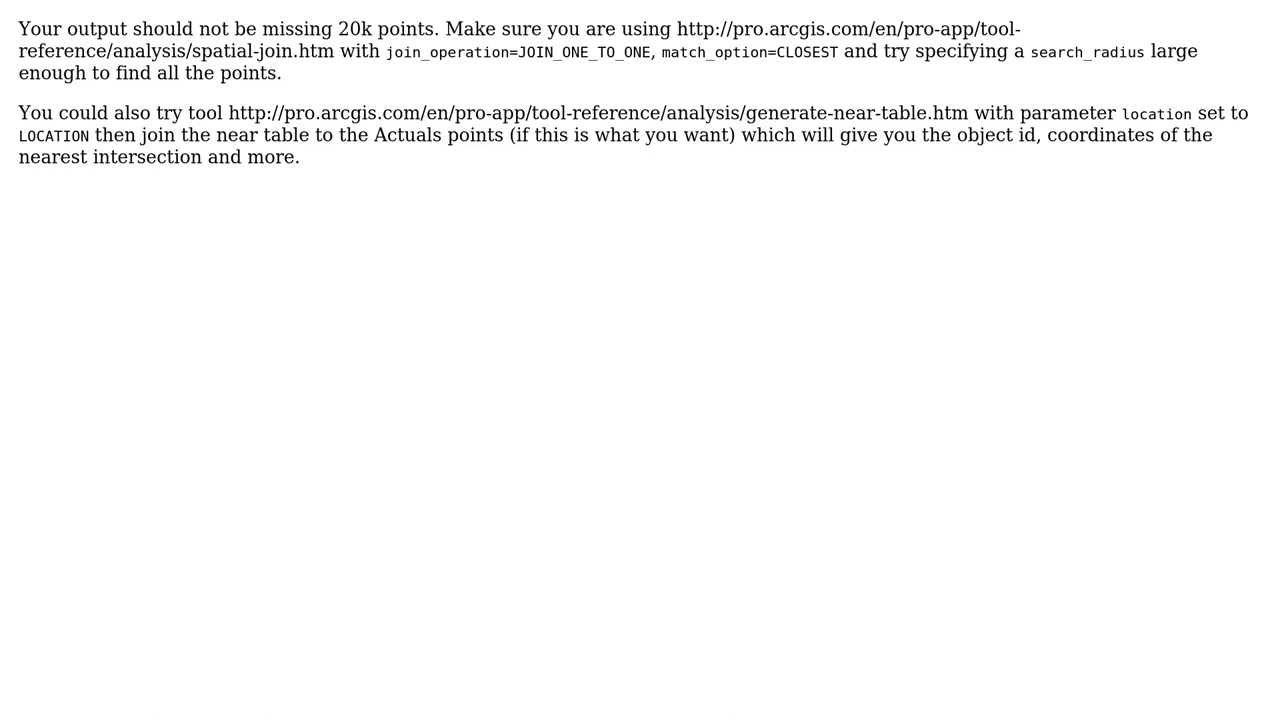 Your output should not be missing 20k points. Make sure you are using http://pro.arcgis.com/en/pro-app/tool-
reference/analysis/spatial-join.htm with join_operation=JOIN_ONE_TO_ONE, match_option=CLOSEST and try specifying a search_radius large
enough to find all the points.
You could also try tool http://pro.arcgis.com/en/pro-app/tool-reference/analysis/generate-near-table.htm with parameter location set to
LOCATION then join the near table to the Actuals points (if this is what you want) which will give you the object id, coordinates of the
nearest intersection and more.